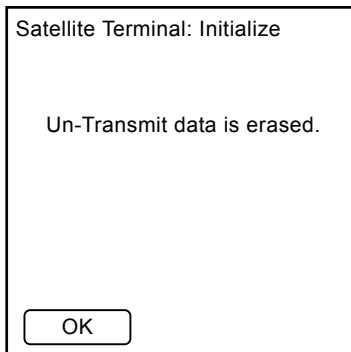 Satellite Terminal: Initialize
Un-Transmit data is erased.
OK